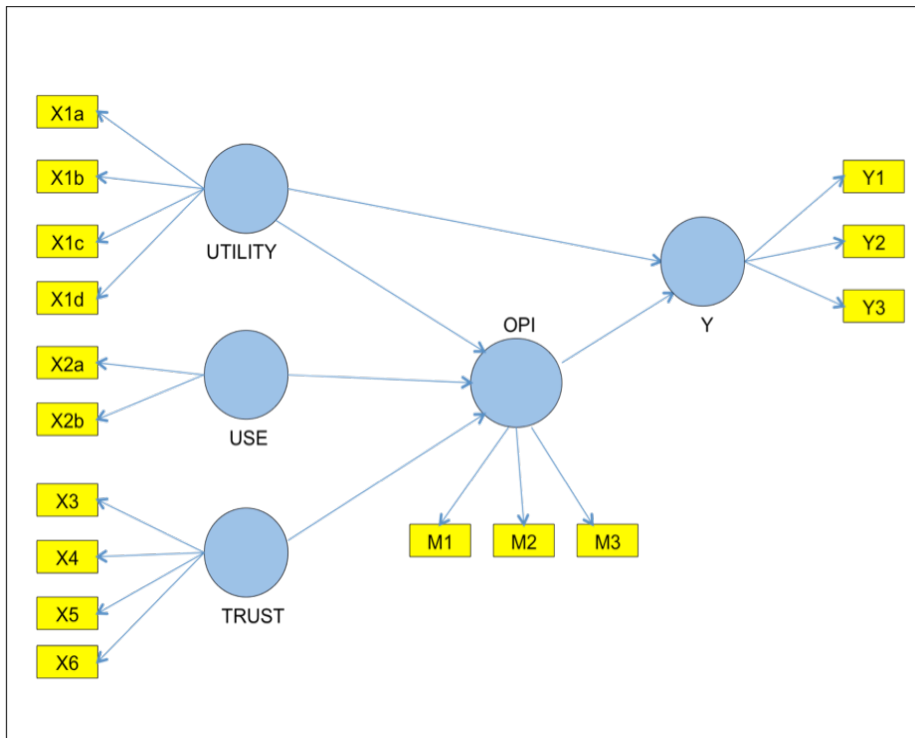 X1a
X1b
X1c
X1d
UTILITY
X2a
X2b
USE
X3
X4
X5
X6
TRUST
OPI
M1
M2
M3
Y
Y1
Y2
Y3